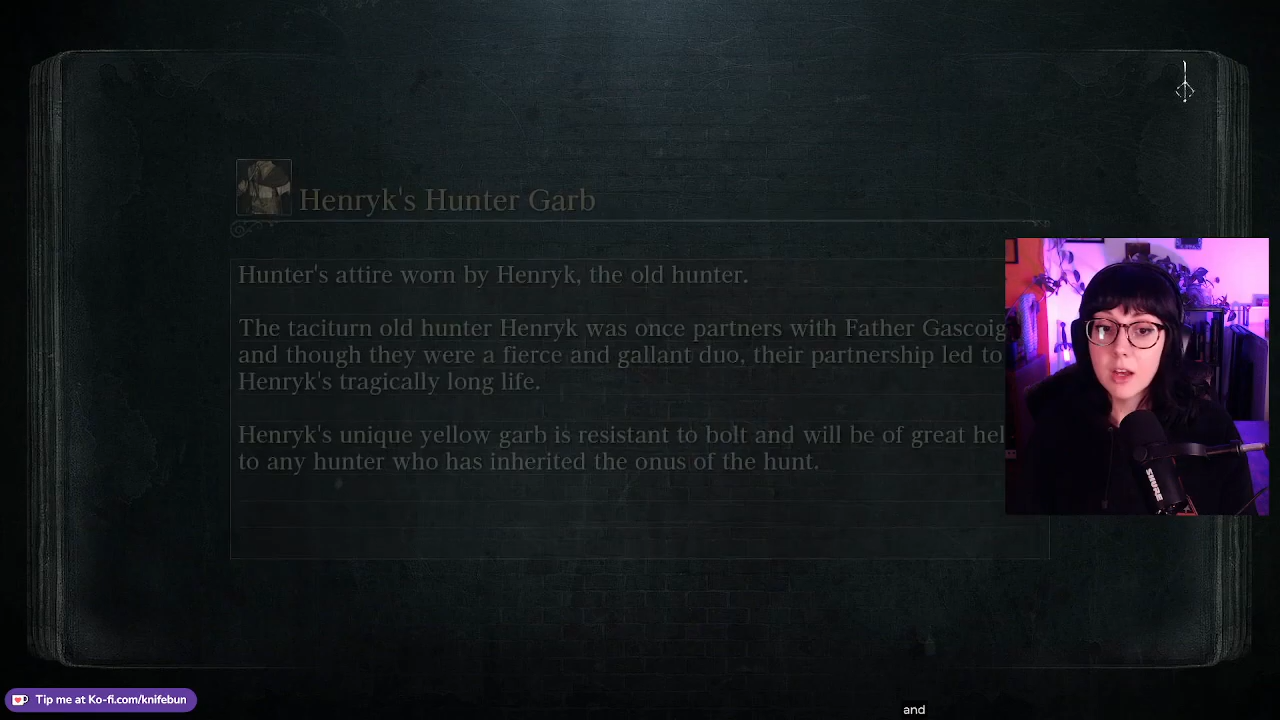 Henryk's Hunter Garb
Hunter's attire worn by Henryk, the old hunter.
The taciturn old hunter Henryk was once partners with Father Gascoig
and though they were a fierce and gallant duo, their partnership led to
Henryk's tragically long life.
Henryk's unique yellow garb is resistant to bolt and will be of great hel
to any hunter who has inherited the onus of the hunt.
SHURE
Tip me at Ko-fi.com/knifebun
and